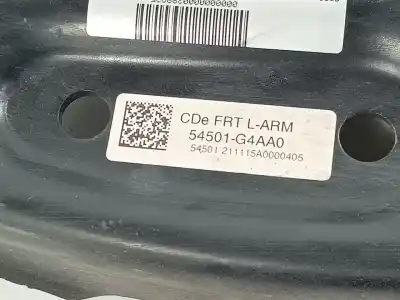 CDe FRT L-ARM
54501-G4AA0
54501 211115A0000405